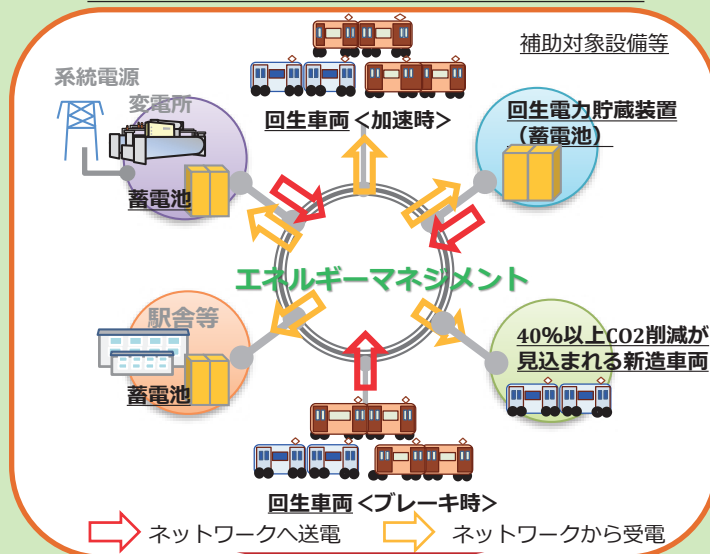 補助対象設備等
系統電源
変電所
蓄電池
回生車両＜加速時＞
回生電力貯蔵装置
（蓄電池）
エネルギーマネジメント
駅舎等
蓄電池
40%以上CO2削減が
見込まれる新造車両
回生車両＜ブレーキ時＞
ネットワークへ送電
ネットワークから受電